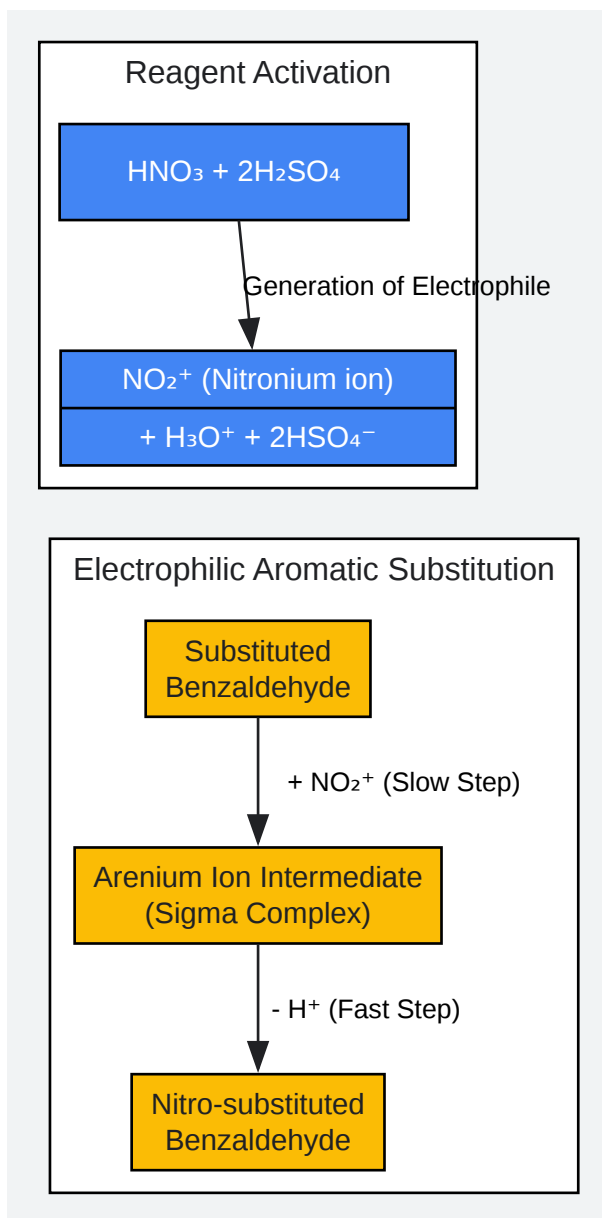 Reagent Activation
HNO₃ + 2H₂SO₄
Generation of Electrophile
NO₂⁺ (Nitronium ion)
+ H₃O⁺ + 2HSO₄⁻
Electrophilic Aromatic Substitution
Substituted
Benzaldehyde
+ NO₂⁺ (Slow Step)
Arenium Ion Intermediate
(Sigma Complex)
- H⁺ (Fast Step)
Nitro-substituted
Benzaldehyde